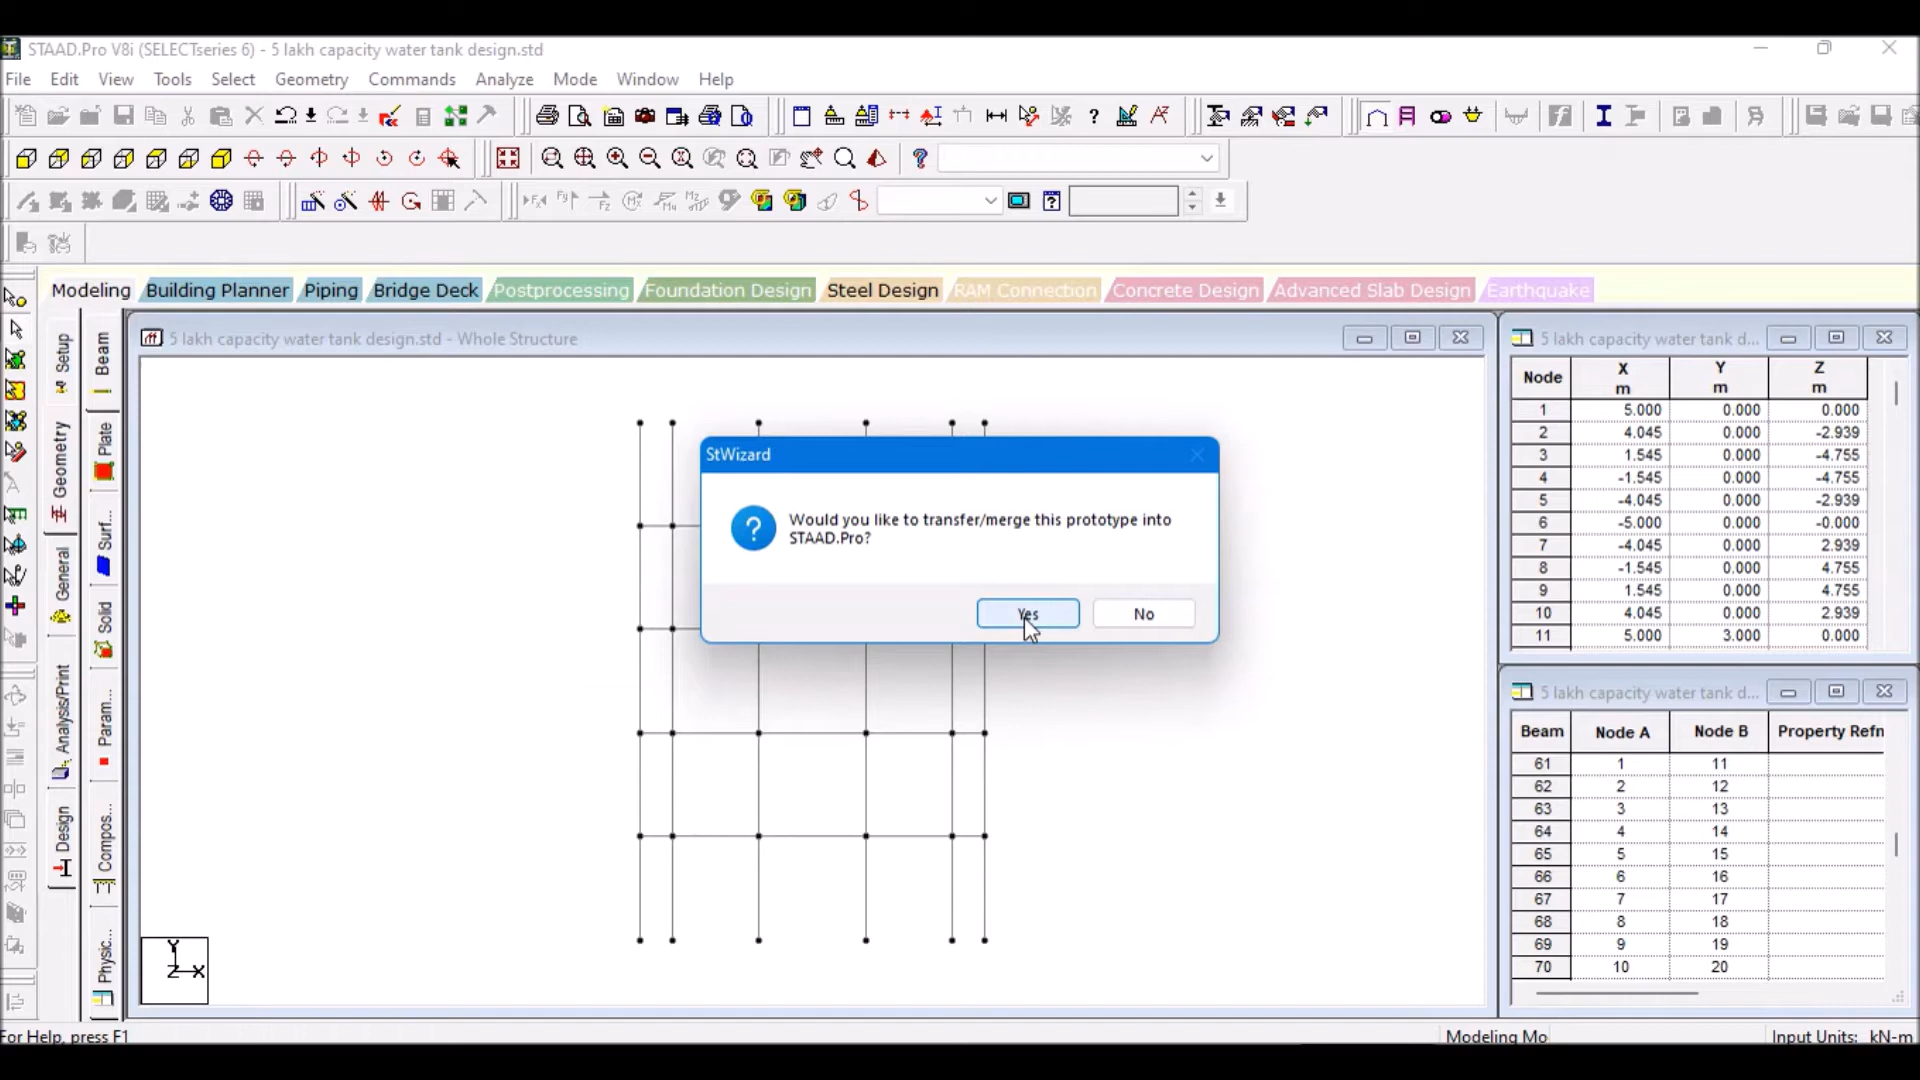 STAAD.Pro V8i (SELECTseries 6) - 5 lakh capacity water tank design.std
File Edit View Tools Select Geometry Commands Analyze Mode Window Help
Modeling Building Planner Piping Bridge Deck Postprocessing Foundation Design Steel Design RAM Connection Concrete Design Advanced Slab Design Earthquake
Setup
Geometry
General
Analysis/Print
Design
Beam
Plate
Surf...
Solid
Param...
Compos...
Physic...
5 lakh capacity water tank design.std - Whole Structure
StWizard
Would you like to transfer/merge this prototype into
STAAD.Pro?
Yes No
Y
Z X
5 lakh capacity water tank d...
Node X m Y m Z m
1 5.000 0.000 0.000
2 4.045 0.000 -2.939
3 1.545 0.000 -4.755
4 -1.545 0.000 -4.755
5 -4.045 0.000 -2.939
6 -5.000 0.000 -0.000
7 -4.045 0.000 2.939
8 -1.545 0.000 4.755
9 1.545 0.000 4.755
10 4.045 0.000 2.939
11 5.000 3.000 0.000
5 lakh capacity water tank d...
Beam Node A Node B Property Refn
61 1 11
62 2 12
63 3 13
64 4 14
65 5 15
66 6 16
67 7 17
68 8 18
69 9 19
70 10 20
For Help, press F1
Modeling Mo
Input Units: kN-m